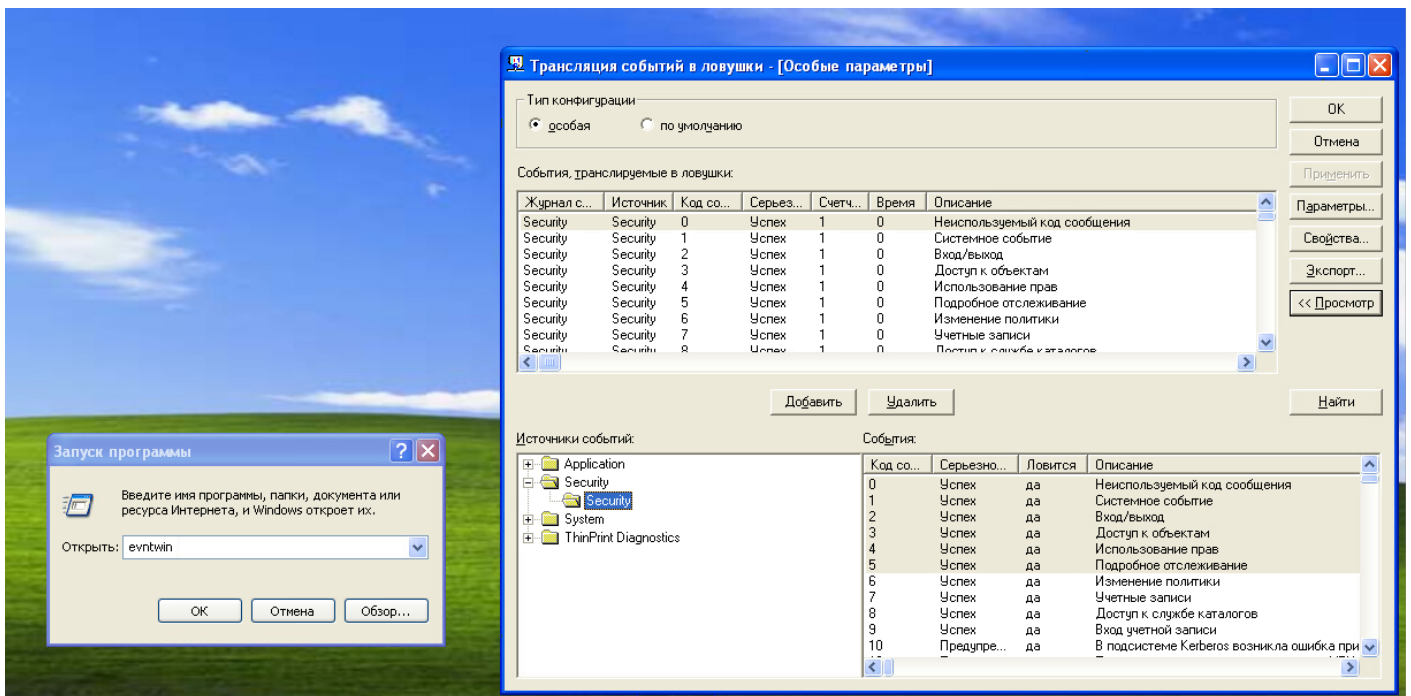 Трансляция событий в ловушки - [Особые параметры]
Тип конфигурации
особая по умолчанию
OK
Отмена
Применить
Параметры...
Свойства...
Экспорт...
<< Просмотр
События, транслируемые в ловушки:
Журнал с... Источник Код со... Серьез... Счетч... Время Описание
Security Security 0 Успех 1 0 Неиспользуемый код сообщения
Security Security 1 Успех 1 0 Системное событие
Security Security 2 Успех 1 0 Вход/выход
Security Security 3 Успех 1 0 Доступ к объектам
Security Security 4 Успех 1 0 Использование прав
Security Security 5 Успех 1 0 Подробное отслеживание
Security Security 6 Успех 1 0 Изменение политики
Security Security 7 Успех 1 0 Учетные записи
Security Security 8 Успех 1 0 Доступ к службе каталогов
Добавить Удалить Найти
Источники событий:
Application
Security
Security
System
ThinPrint Diagnostics
События:
Код со... Серьезно... Ловится Описание
0 Успех да Неиспользуемый код сообщения
1 Успех да Системное событие
2 Успех да Вход/выход
3 Успех да Доступ к объектам
4 Успех да Использование прав
5 Успех да Подробное отслеживание
6 Успех да Изменение политики
7 Успех да Учетные записи
8 Успех да Доступ к службе каталогов
9 Успех да Вход учетной записи
10 Предупре... да В подсистеме Kerberos возникла ошибка при
Запуск программы
Введите имя программы, папки, документа или
ресурса Интернета, и Windows откроет их.
Открыть: evntwin
OK Отмена Обзор...